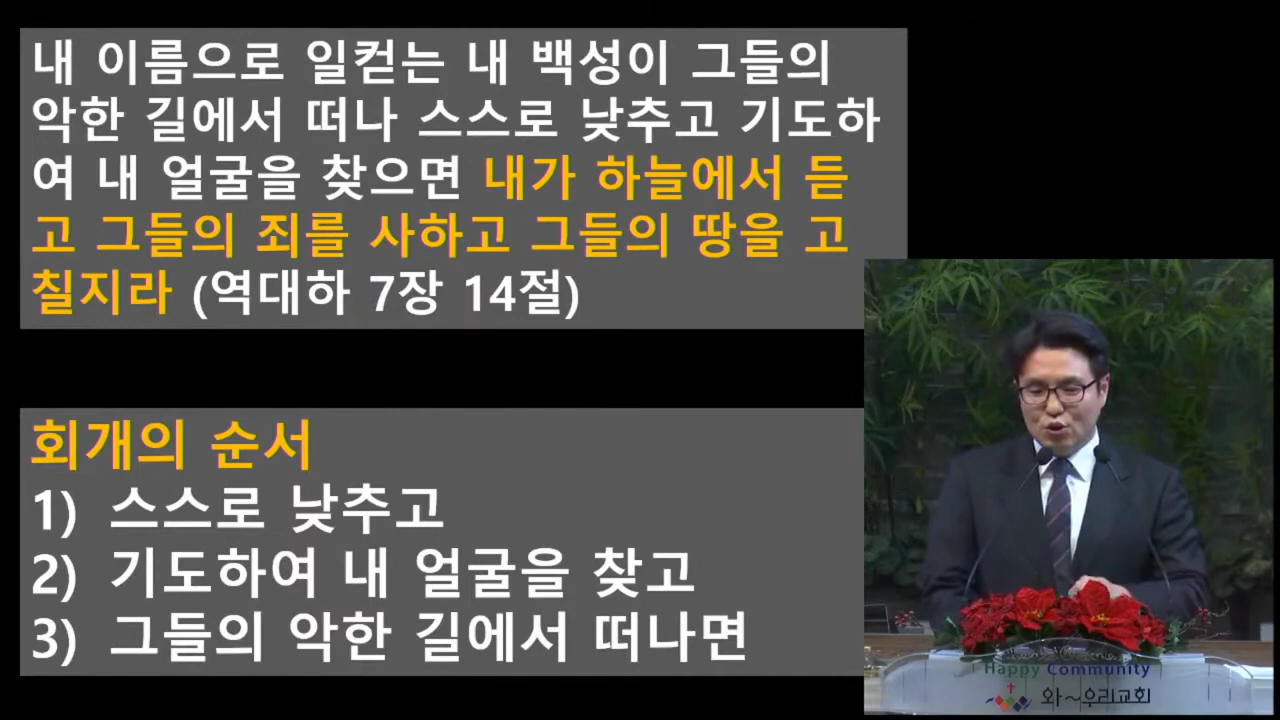 내 이름으로 일컫는 내 백성이 그들의
악한 길에서 떠나 스스로 낮추고 기도하
여 내 얼굴을 찾으면 내가 하늘에서 듣
고 그들의 죄를 사하고 그들의 땅을 고
칠지라 (역대하 7장 14절)
회개의 순서
1) 스스로 낮추고
2) 기도하여 내 얼굴을 찾고
3) 그들의 악한 길에서 떠나면
Happy Community
와~우리교회